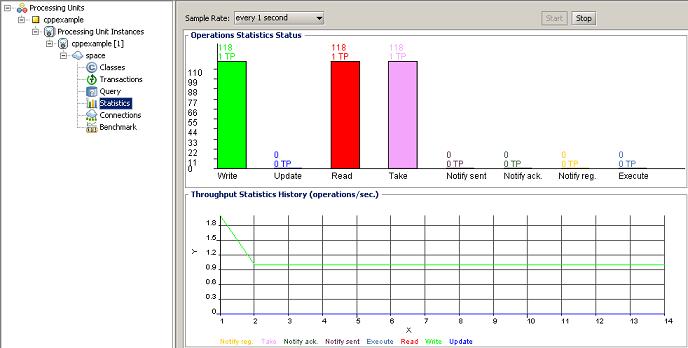 Processing Units
cppexample
Processing Unit Instances
cppexample [1]
space
Classes
Transactions
Query
Statistics
Connections
Benchmark
Sample Rate: every 1 second Start Stop
Operations Statistics Status
118 118 118
1 TP 1 TP 1 TP
110
99
88
77
66
55
44
33
22
11 0 0 0 0 0
0 0 TP 0 TP 0 TP 0 TP 0 TP
Write Update Read Take Notify sent Notify ack. Notify reg. Execute
Throughput Statistics History (operations/sec.)
1.8
1.5
1.2
Y
0.9
0.6
0.3
0.0
1 2 3 4 5 6 7 8 9 10 11 12 13 14
X
Notify reg. Take Notify ack. Notify sent Execute Read Write Update